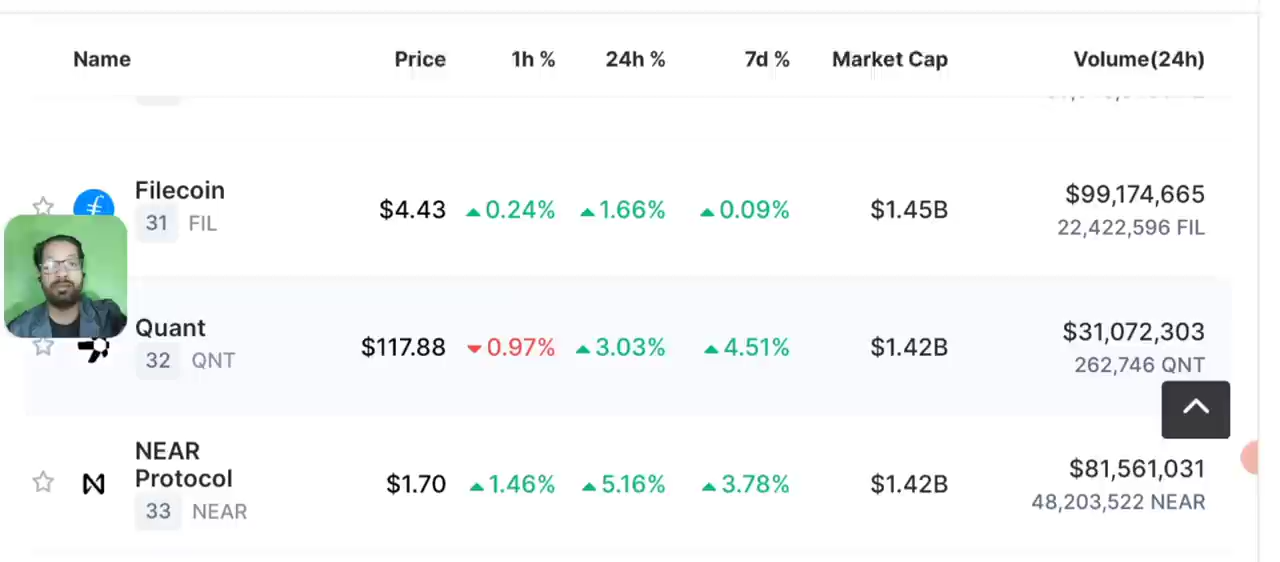 Name Price 1h % 24h % 7d % Market Cap Volume(24h)
Filecoin
31 FIL
$4.43 0.24% 1.66% 0.09% $1.45B $99,174,665
22,422,596 FIL
Quant
32 QNT
$117.88 0.97% 3.03% 4.51% $1.42B $31,072,303
262,746 QNT
NEAR
Protocol
33 NEAR
$1.70 1.46% 5.16% 3.78% $1.42B $81,561,031
48,203,522 NEAR